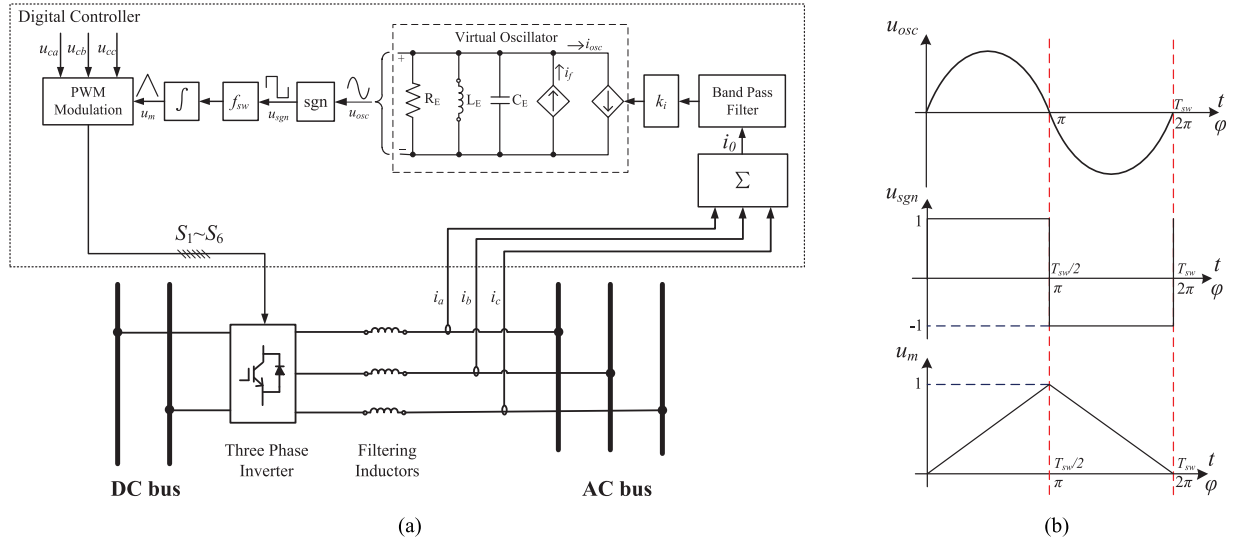 Digital Controller
u_ca u_cb u_cc
PWM
Modulation
u_m
∫
f_sw
u_sgn
sgn
u_osc
Virtual Oscillator
i_osc
+
−
R_E
L_E
C_E
i_f
k_i
Band Pass
Filter
i_0
Σ
S_1~S_6
i_a i_b i_c
Three Phase
Inverter
Filtering
Inductors
DC bus
AC bus
(a)
u_osc
π
T_sw
2π
t
φ
u_sgn
1
T_sw/2
π
T_sw
2π
t
φ
-1
u_m
1
T_sw/2
π
T_sw
2π
t
φ
(b)